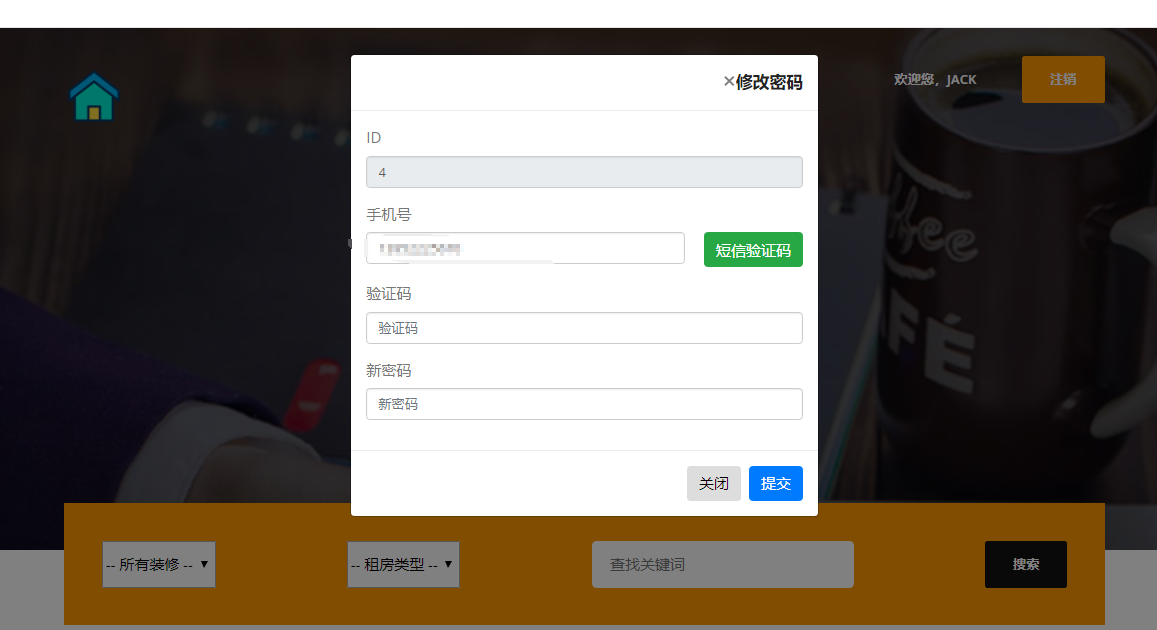 ×修改密码
欢迎您，JACK
注销
ID
4
手机号
短信验证码
验证码
验证码
新密码
新密码
关闭
提交
-- 所有装修 --
-- 租房类型 --
查找关键词
搜索
Coffee
CAFÉ